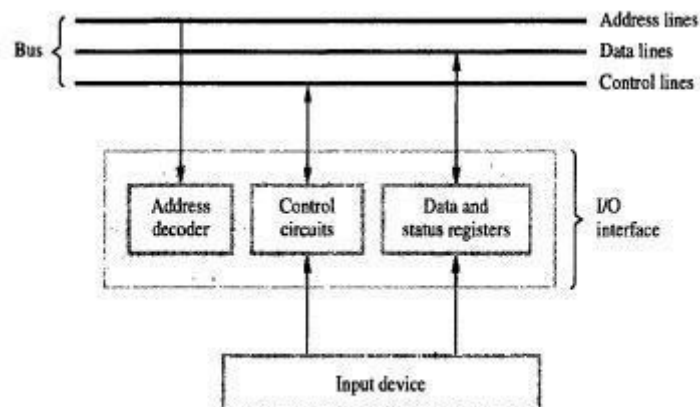 Address lines
Bus
Data lines
Control lines
Address
decoder
Control
circuits
Data and
status registers
I/O
interface
Input device